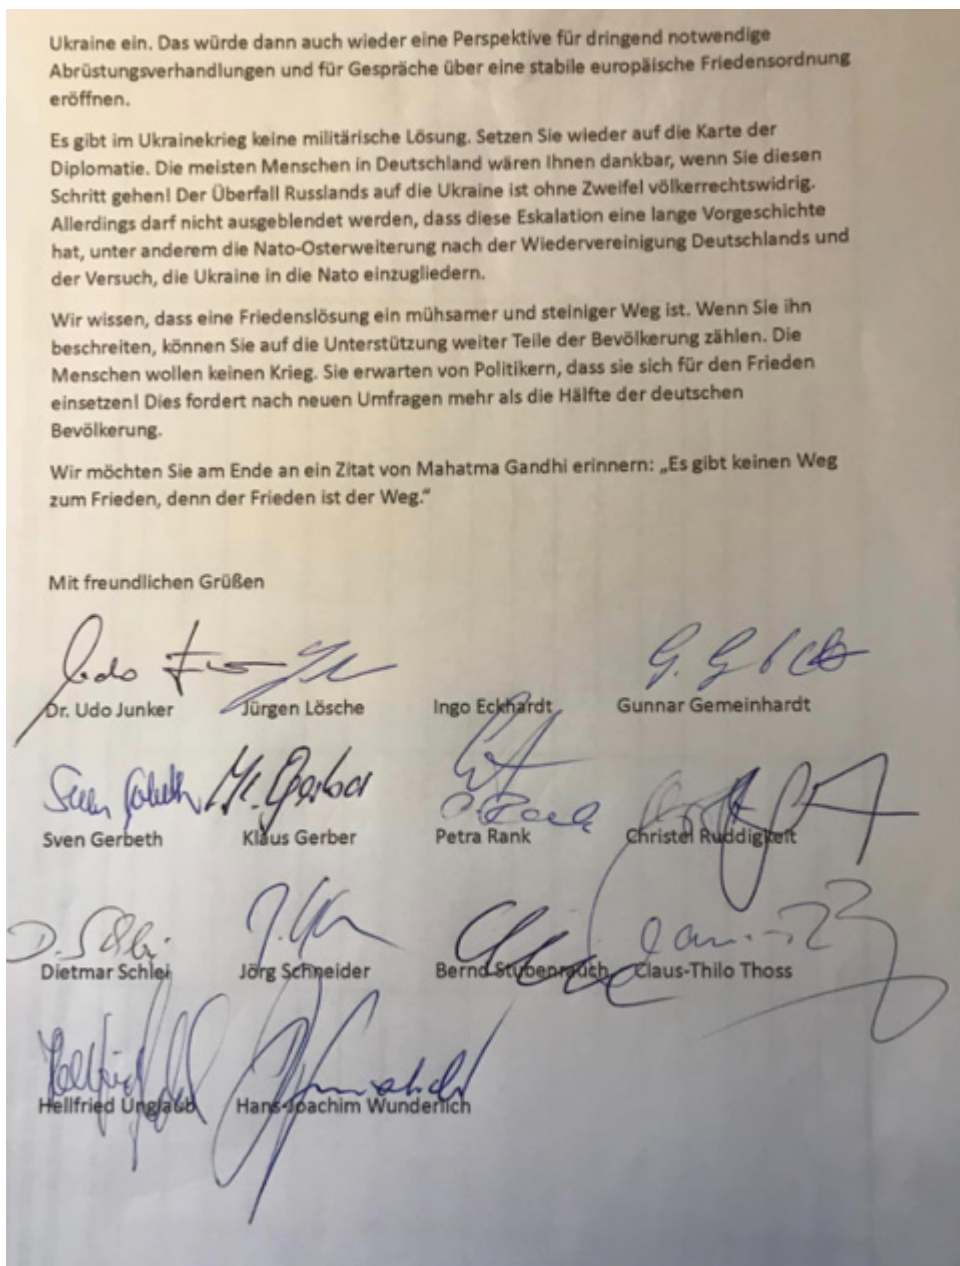 Ukraine ein. Das würde dann auch wieder eine Perspektive für dringend notwendige
Abrüstungsverhandlungen und für Gespräche über eine stabile europäische Friedensordnung
eröffnen.
Es gibt im Ukrainekrieg keine militärische Lösung. Setzen Sie wieder auf die Karte der
Diplomatie. Die meisten Menschen in Deutschland wären Ihnen dankbar, wenn Sie diesen
Schritt gehen! Der Überfall Russlands auf die Ukraine ist ohne Zweifel völkerrechtswidrig.
Allerdings darf nicht ausgeblendet werden, dass diese Eskalation eine lange Vorgeschichte
hat, unter anderem die Nato-Osterweiterung nach der Wiedervereinigung Deutschlands und
der Versuch, die Ukraine in die Nato einzugliedern.
Wir wissen, dass eine Friedenslösung ein mühsamer und steiniger Weg ist. Wenn Sie ihn
beschreiten, können Sie auf die Unterstützung weiter Teile der Bevölkerung zählen. Die
Menschen wollen keinen Krieg. Sie erwarten von Politikern, dass sie sich für den Frieden
einsetzen! Dies fordert nach neuen Umfragen mehr als die Hälfte der deutschen
Bevölkerung.
Wir möchten Sie am Ende an ein Zitat von Mahatma Gandhi erinnern: „Es gibt keinen Weg
zum Frieden, denn der Frieden ist der Weg.“
Mit freundlichen Grüßen
Dr. Udo Junker Jürgen Lösche Ingo Eckhardt Gunnar Gemeinhardt
Sven Gerbeth Klaus Gerber Petra Rank Christel Ruddigkeit
Dietmar Schlei Jörg Schneider Bernd Stubenrauch Claus-Thilo Thoss
Hellfried Unglaub Hans-Joachim Wunderlich